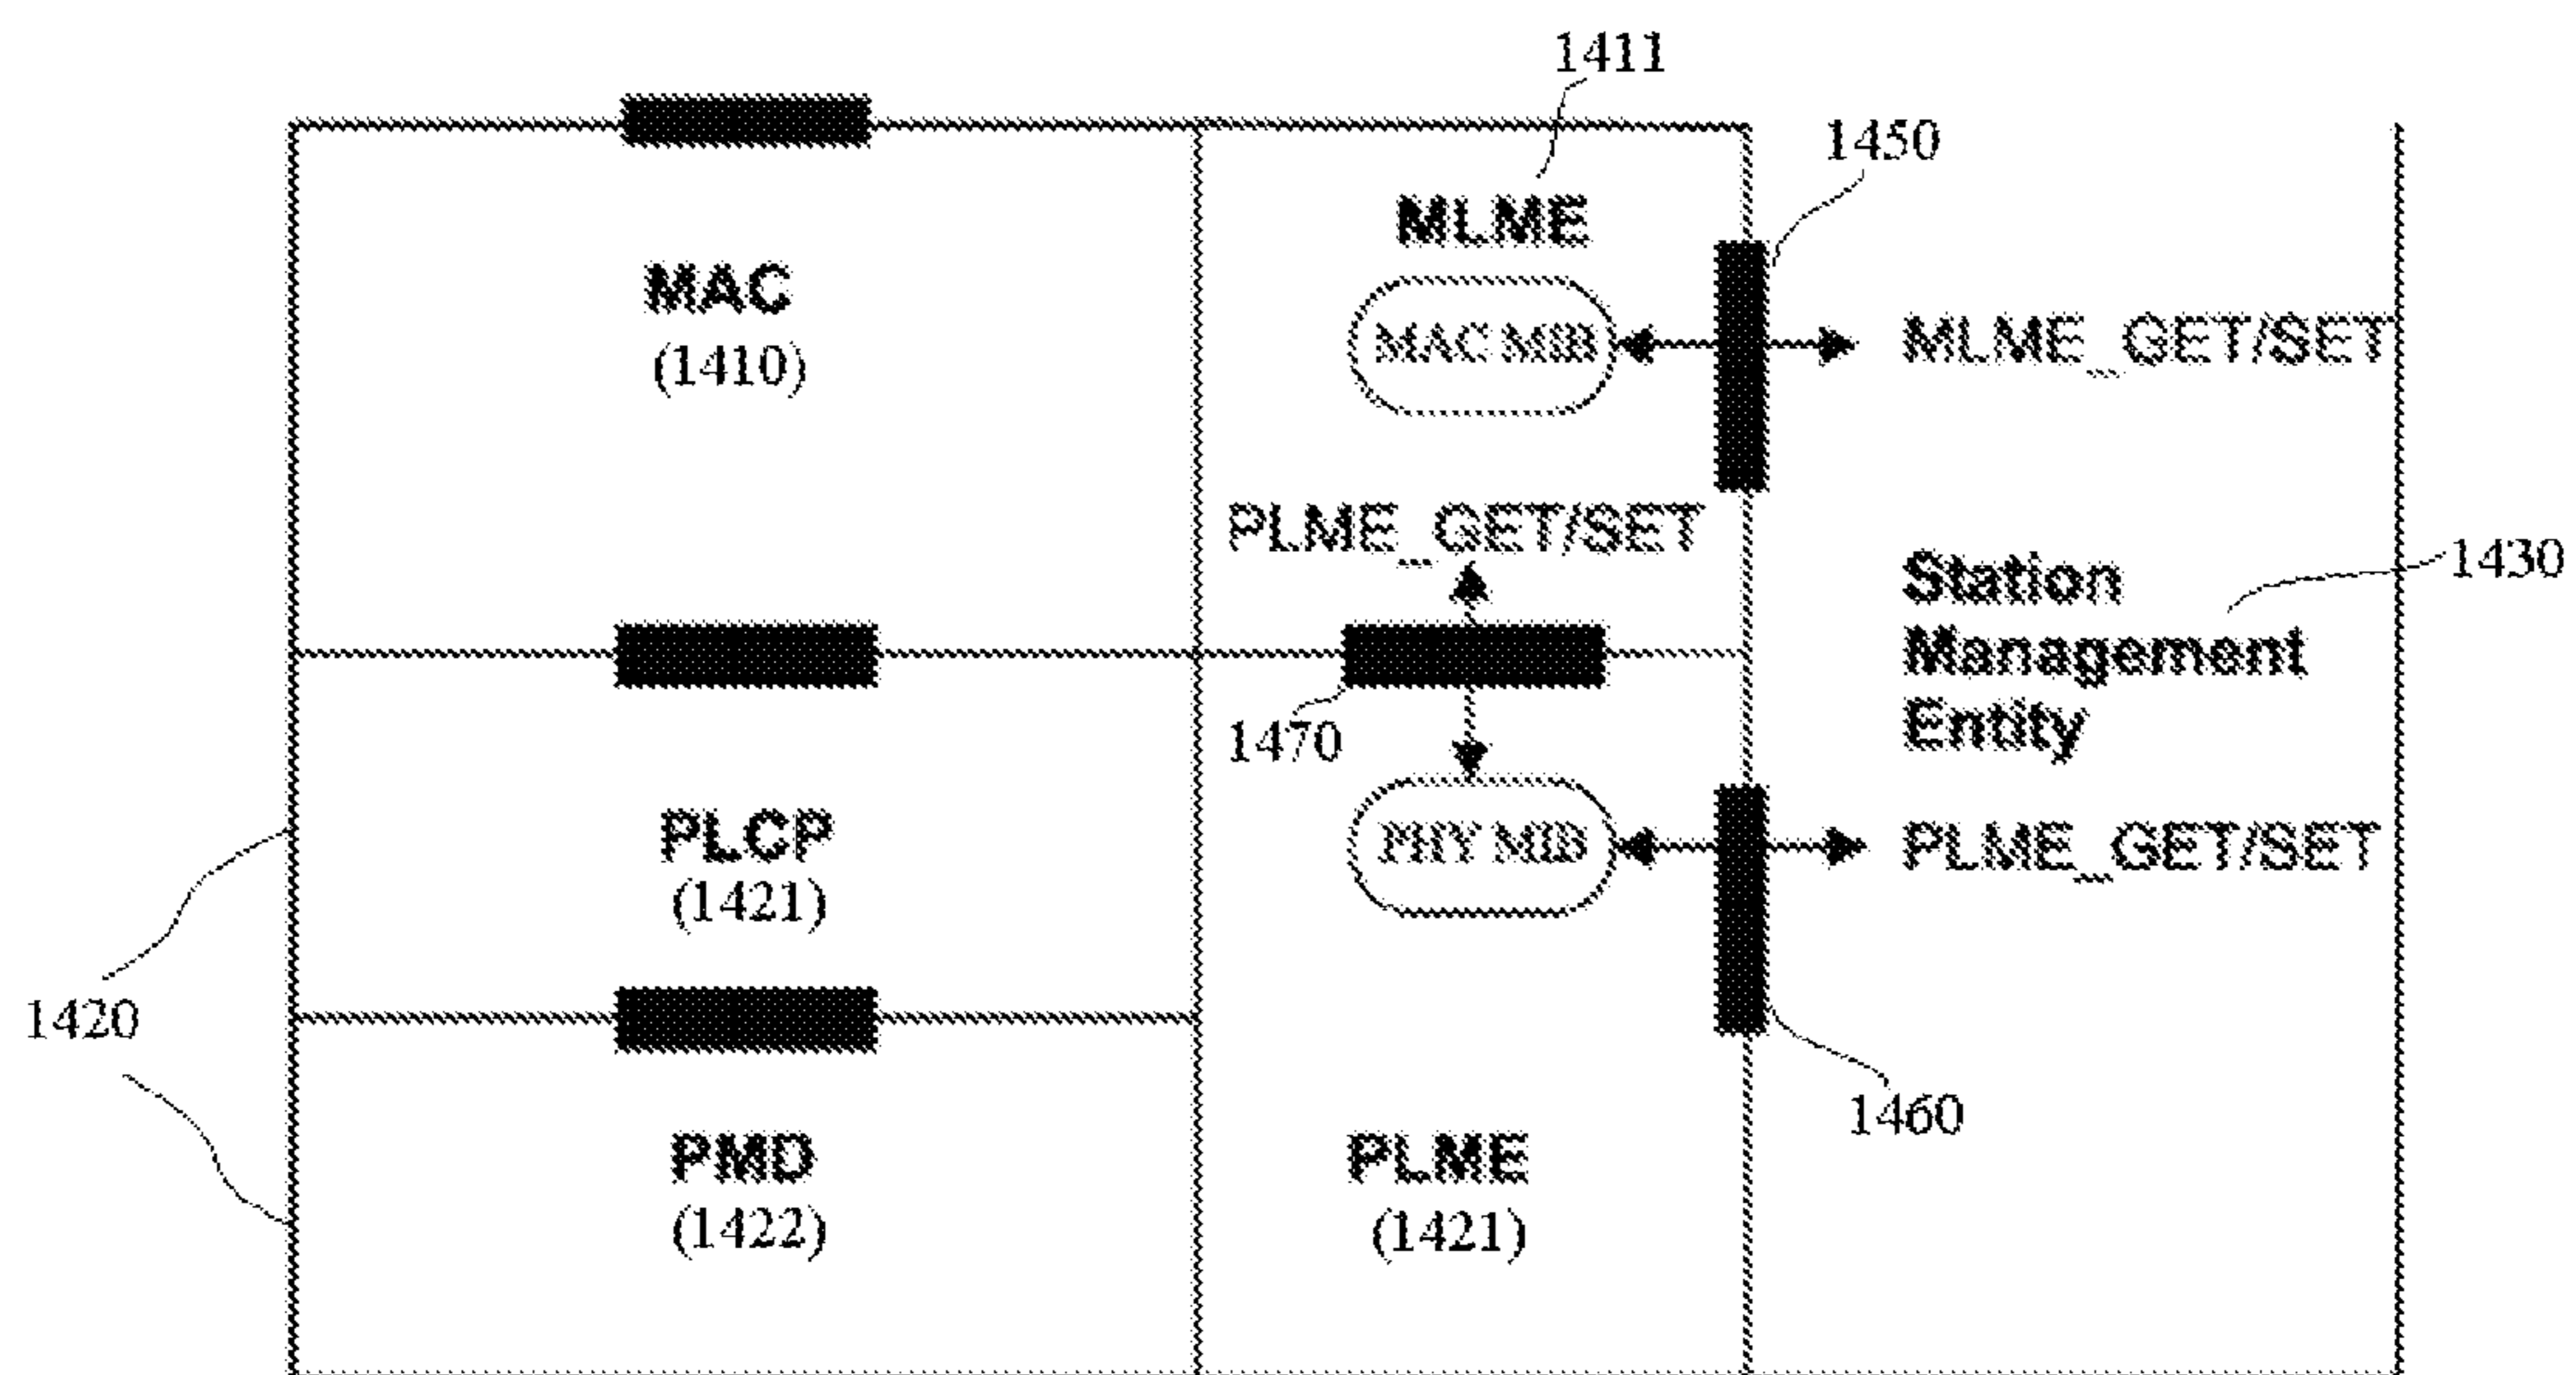 1411
1450
MLME
MAC
(1410)
MAC MIB
MLME_GET/SET
PLME_GET/SET
Station
Management
Entity
1430
1470
PLCP
(1421)
PHY MIB
PLME_GET/SET
1420
1460
PMD
(1422)
PLME
(1421)